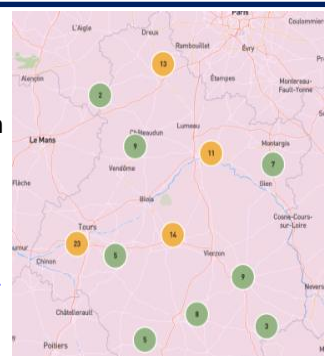 Paris
L'Aigle
Dreux
Coulommiers
Rambouillet
Évry
13
Alençon
Étampes
2
Montereau-
Fault-Yonne
Châteaudun
Lumeau
Le Mans
9
11
Montargis
7
Vendôme
Flèche
Gien
Blois
Cosne-Cours-
sur-Loire
Tours
14
23
5
Vierzon
Chinon
9
Nevers
Châtellerault
8
3
5
Poitiers